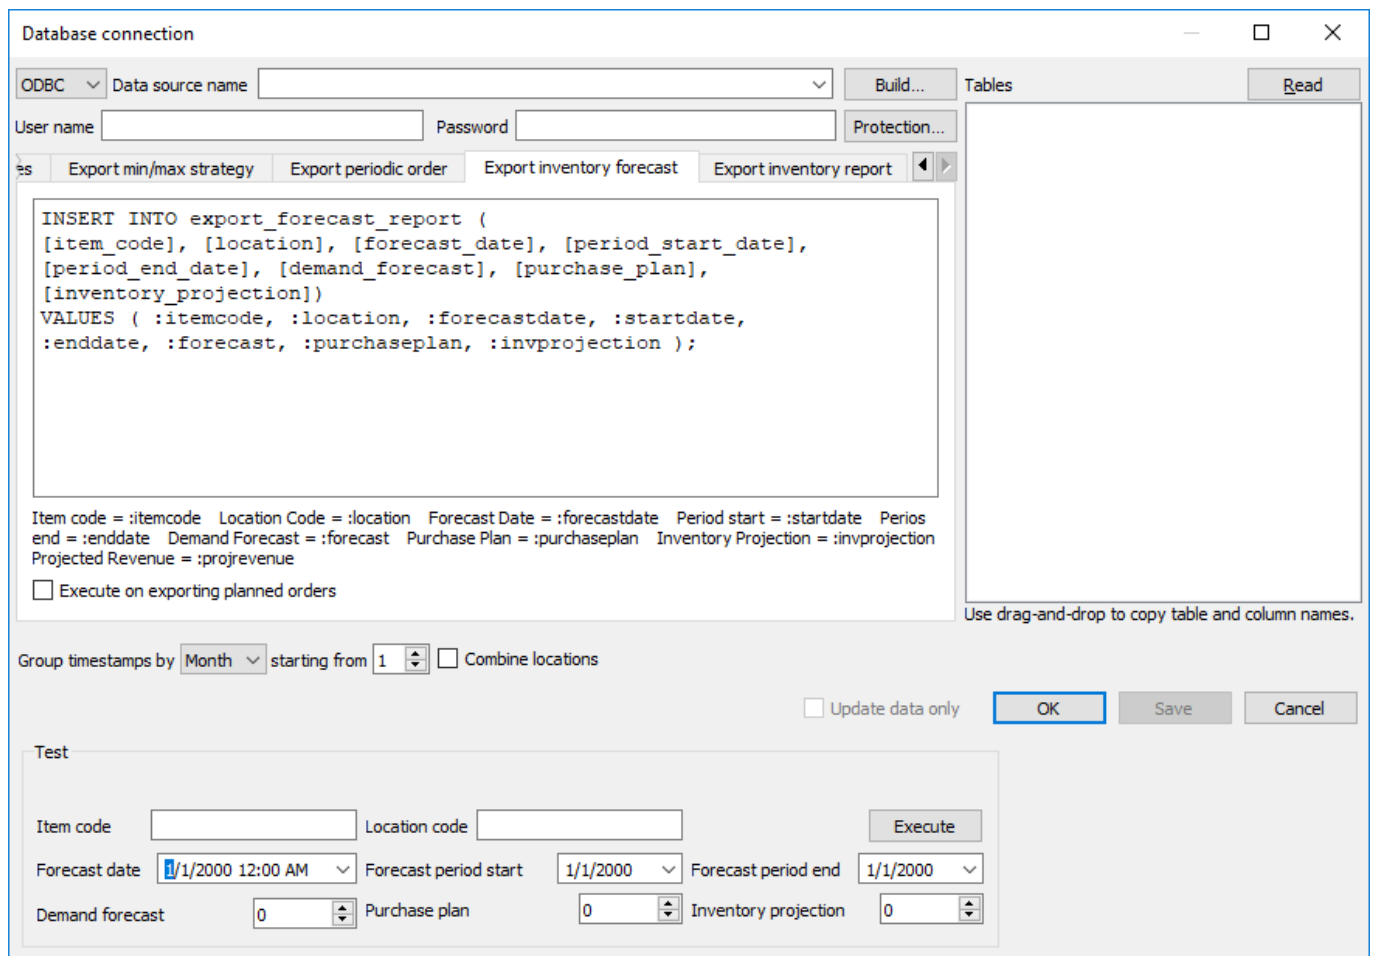 Database connection
ODBC Data source name Build... Tables Read
User name Password Protection...
es Export min/max strategy Export periodic order Export inventory forecast Export inventory report
INSERT INTO export_forecast_report (
[item_code], [location], [forecast_date], [period_start_date],
[period_end_date], [demand_forecast], [purchase_plan],
[inventory_projection])
VALUES ( :itemcode, :location, :forecastdate, :startdate,
:enddate, :forecast, :purchaseplan, :invprojection );
Item code = :itemcode Location Code = :location Forecast Date = :forecastdate Period start = :startdate Perios
end = :enddate Demand Forecast = :forecast Purchase Plan = :purchaseplan Inventory Projection = :invprojection
Projected Revenue = :projrevenue
Execute on exporting planned orders
Use drag-and-drop to copy table and column names.
Group timestamps by Month starting from 1 Combine locations
Update data only OK Save Cancel
Test
Item code Location code Execute
Forecast date 1/1/2000 12:00 AM Forecast period start 1/1/2000 Forecast period end 1/1/2000
Demand forecast 0 Purchase plan 0 Inventory projection 0